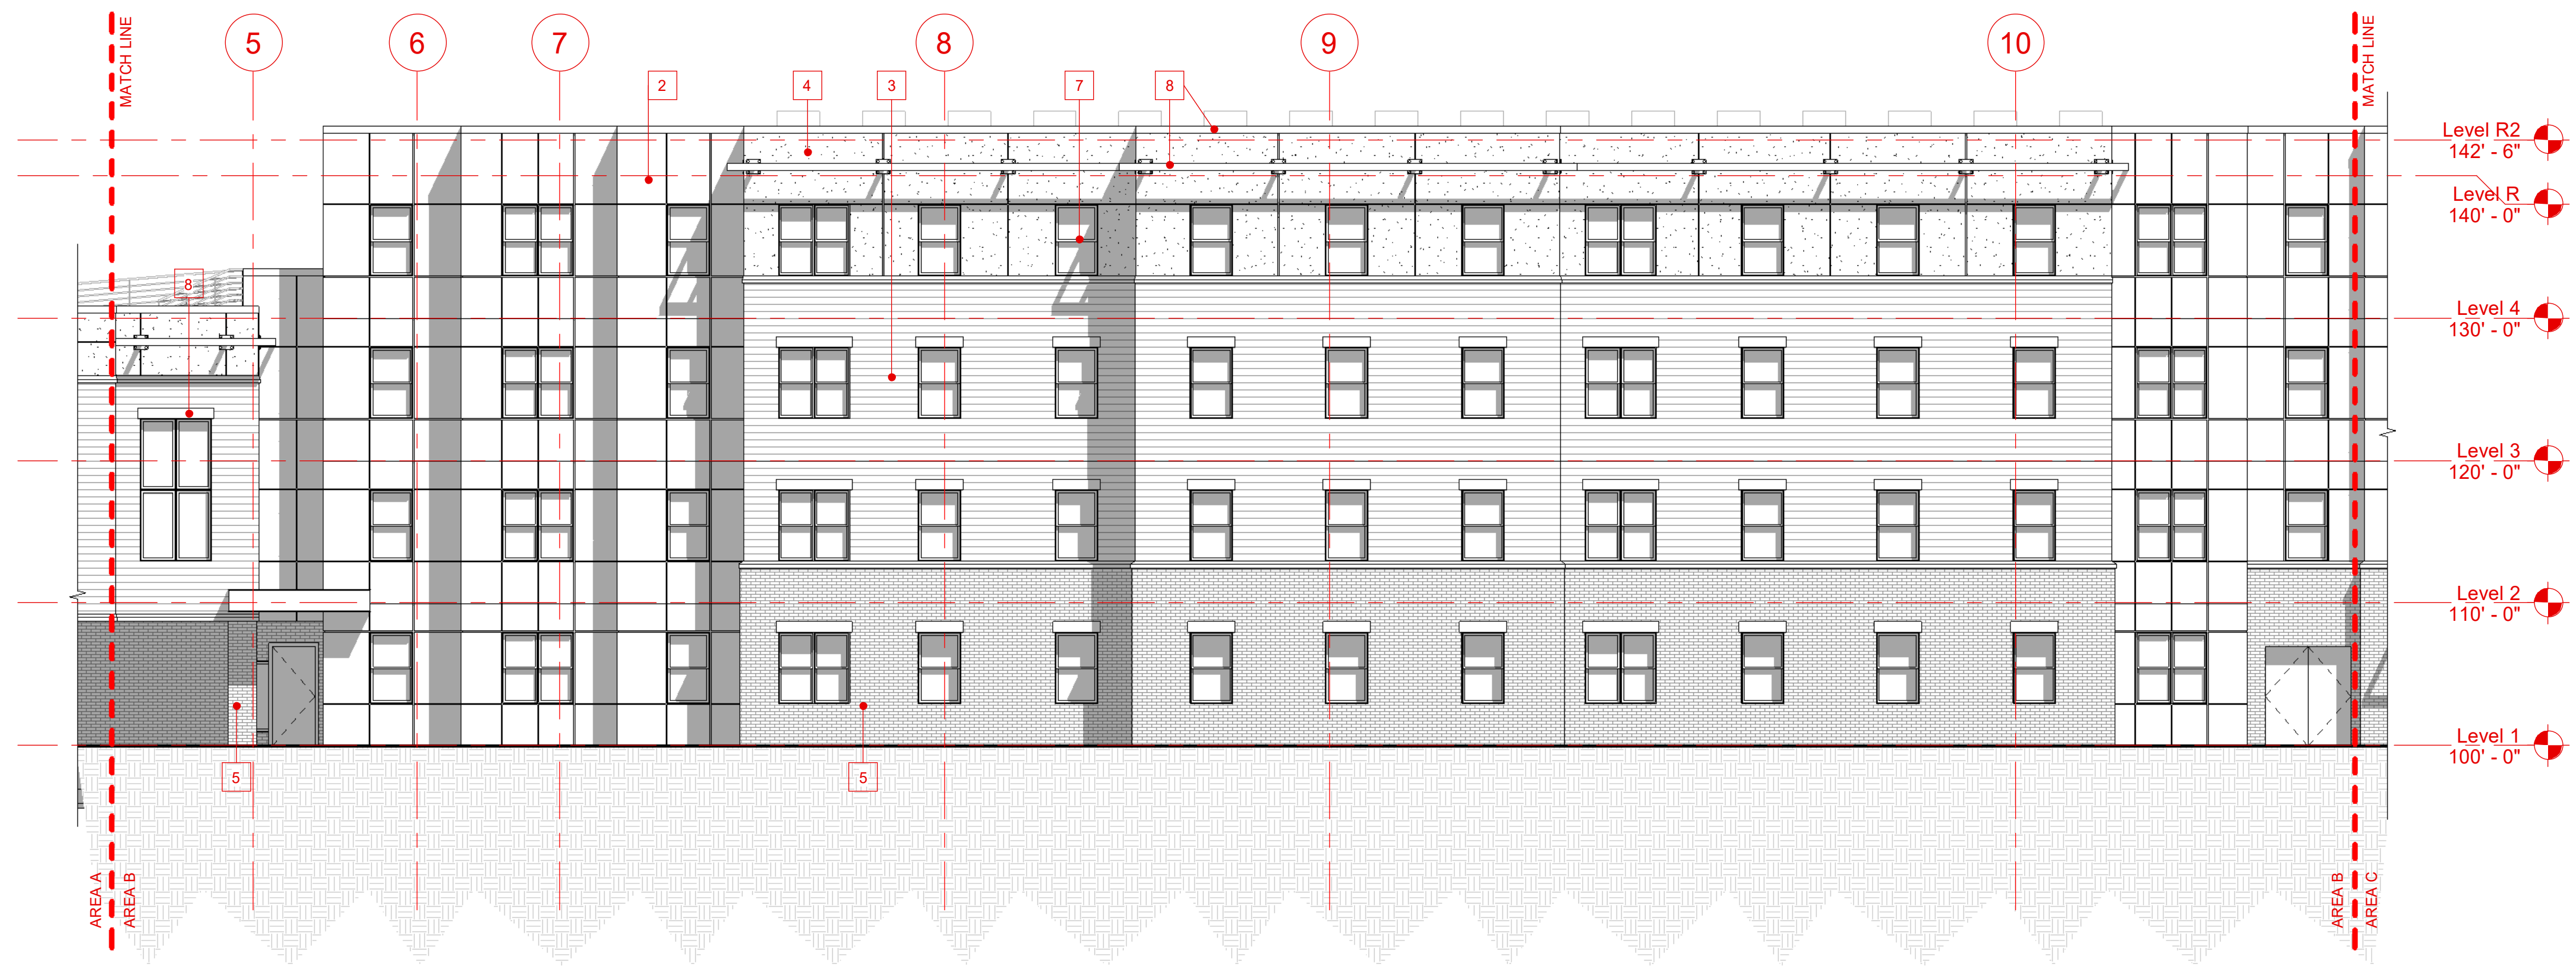 MATCH LINE
5
6
7
8
9
10
MATCH LINE
2
4
3
7
8
Level R2
142' - 6"
Level R
140' - 0"
8
Level 4
130' - 0"
Level 3
120' - 0"
Level 2
110' - 0"
Level 1
100' - 0"
5
5
AREA A
AREA B
AREA B
AREA C